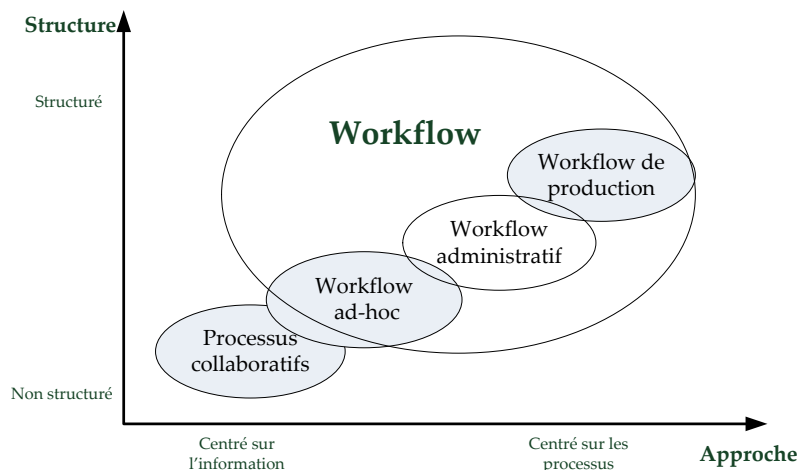 Structure
Structuré
Workflow
Workflow de
production
Workflow
administratif
Workflow
ad-hoc
Processus
collaboratifs
Non structuré
Centré sur
l'information
Centré sur les
processus
Approche